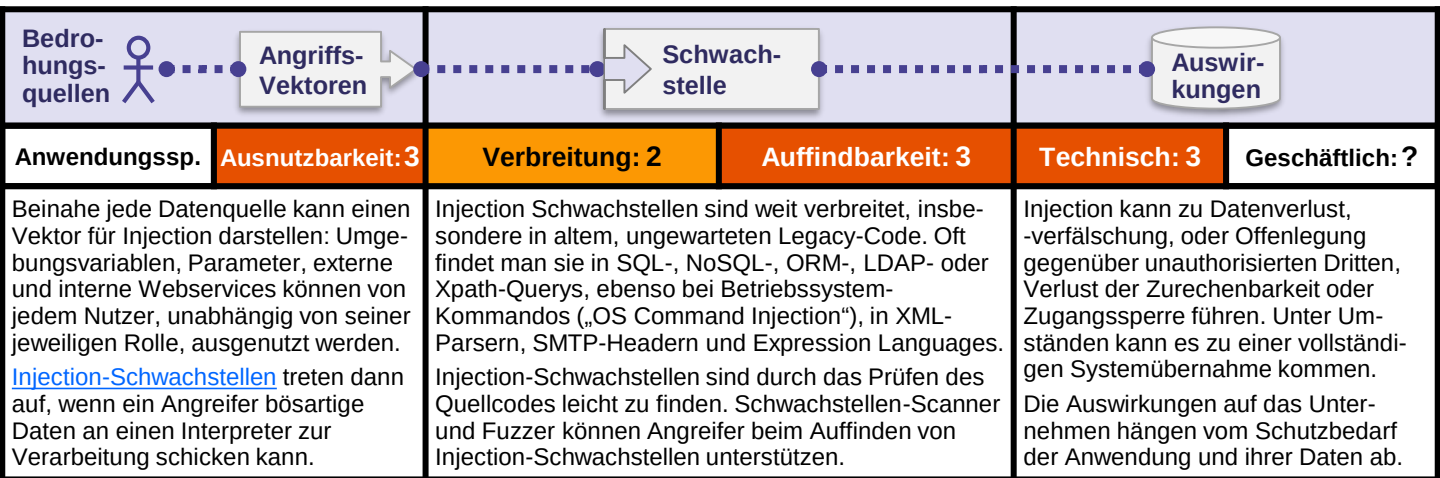 Bedro-
hungs-
quellen
Angriffs-
Vektoren
Schwach-
stelle
Auswir-
kungen
Anwendungssp.
Ausnutzbarkeit: 3
Verbreitung: 2
Auffindbarkeit: 3
Technisch: 3
Geschäftlich: ?
Beinahe jede Datenquelle kann einen
Vektor für Injection darstellen: Umge-
bungsvariablen, Parameter, externe
und interne Webservices können von
jedem Nutzer, unabhängig von seiner
jeweiligen Rolle, ausgenutzt werden.
Injection-Schwachstellen treten dann
auf, wenn ein Angreifer bösartige
Daten an einen Interpreter zur
Verarbeitung schicken kann.
Injection Schwachstellen sind weit verbreitet, insbe-
sondere in altem, ungewarteten Legacy-Code. Oft
findet man sie in SQL-, NoSQL-, ORM-, LDAP- oder
Xpath-Querys, ebenso bei Betriebssystem-
Kommandos („OS Command Injection“), in XML-
Parsern, SMTP-Headern und Expression Languages.
Injection-Schwachstellen sind durch das Prüfen des
Quellcodes leicht zu finden. Schwachstellen-Scanner
und Fuzzer können Angreifer beim Auffinden von
Injection-Schwachstellen unterstützen.
Injection kann zu Datenverlust,
-verfälschung, oder Offenlegung
gegenüber unauthorisierten Dritten,
Verlust der Zurechenbarkeit oder
Zugangssperre führen. Unter Um-
ständen kann es zu einer vollständi-
gen Systemübernahme kommen.
Die Auswirkungen auf das Unter-
nehmen hängen vom Schutzbedarf
der Anwendung und ihrer Daten ab.